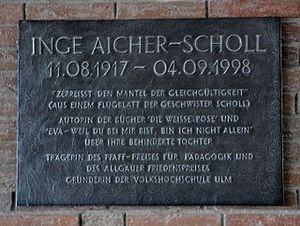 INGE AICHER-SCHOLL
11.08.1917 - 04.09.1998
"ZERREISST DEN MANTEL DER GLEICHGÜLTIGKEIT"
(AUS EINEM FLUGBLATT DER GESCHWISTER SCHOLL)
AUTORIN DER BÜCHER "DIE WEISSE ROSE" UND
"EVA-WEIL DU BEI MIR BIST, BIN ICH NICHT ALLEIN"
ÜBER IHRE BEHINDERTE TOCHTER
TRÄGERIN DES PFAFF-PREISES FÜR PÄDAGOGIK UND
DES ALLGÄUER FRIEDENSPREISES
GRÜNDERIN DER VOLKSHOCHSCHULE ULM